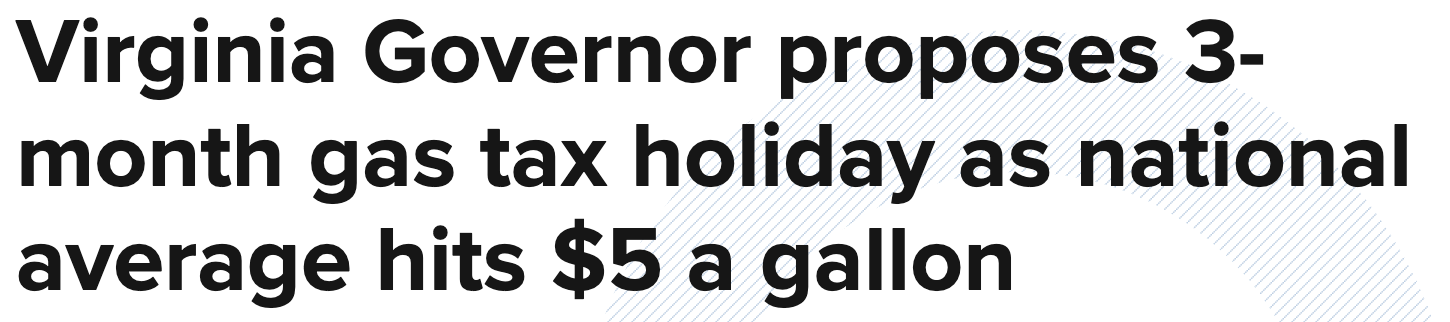 Virginia Governor proposes 3-
month gas tax holiday as national
average hits $5 a gallon